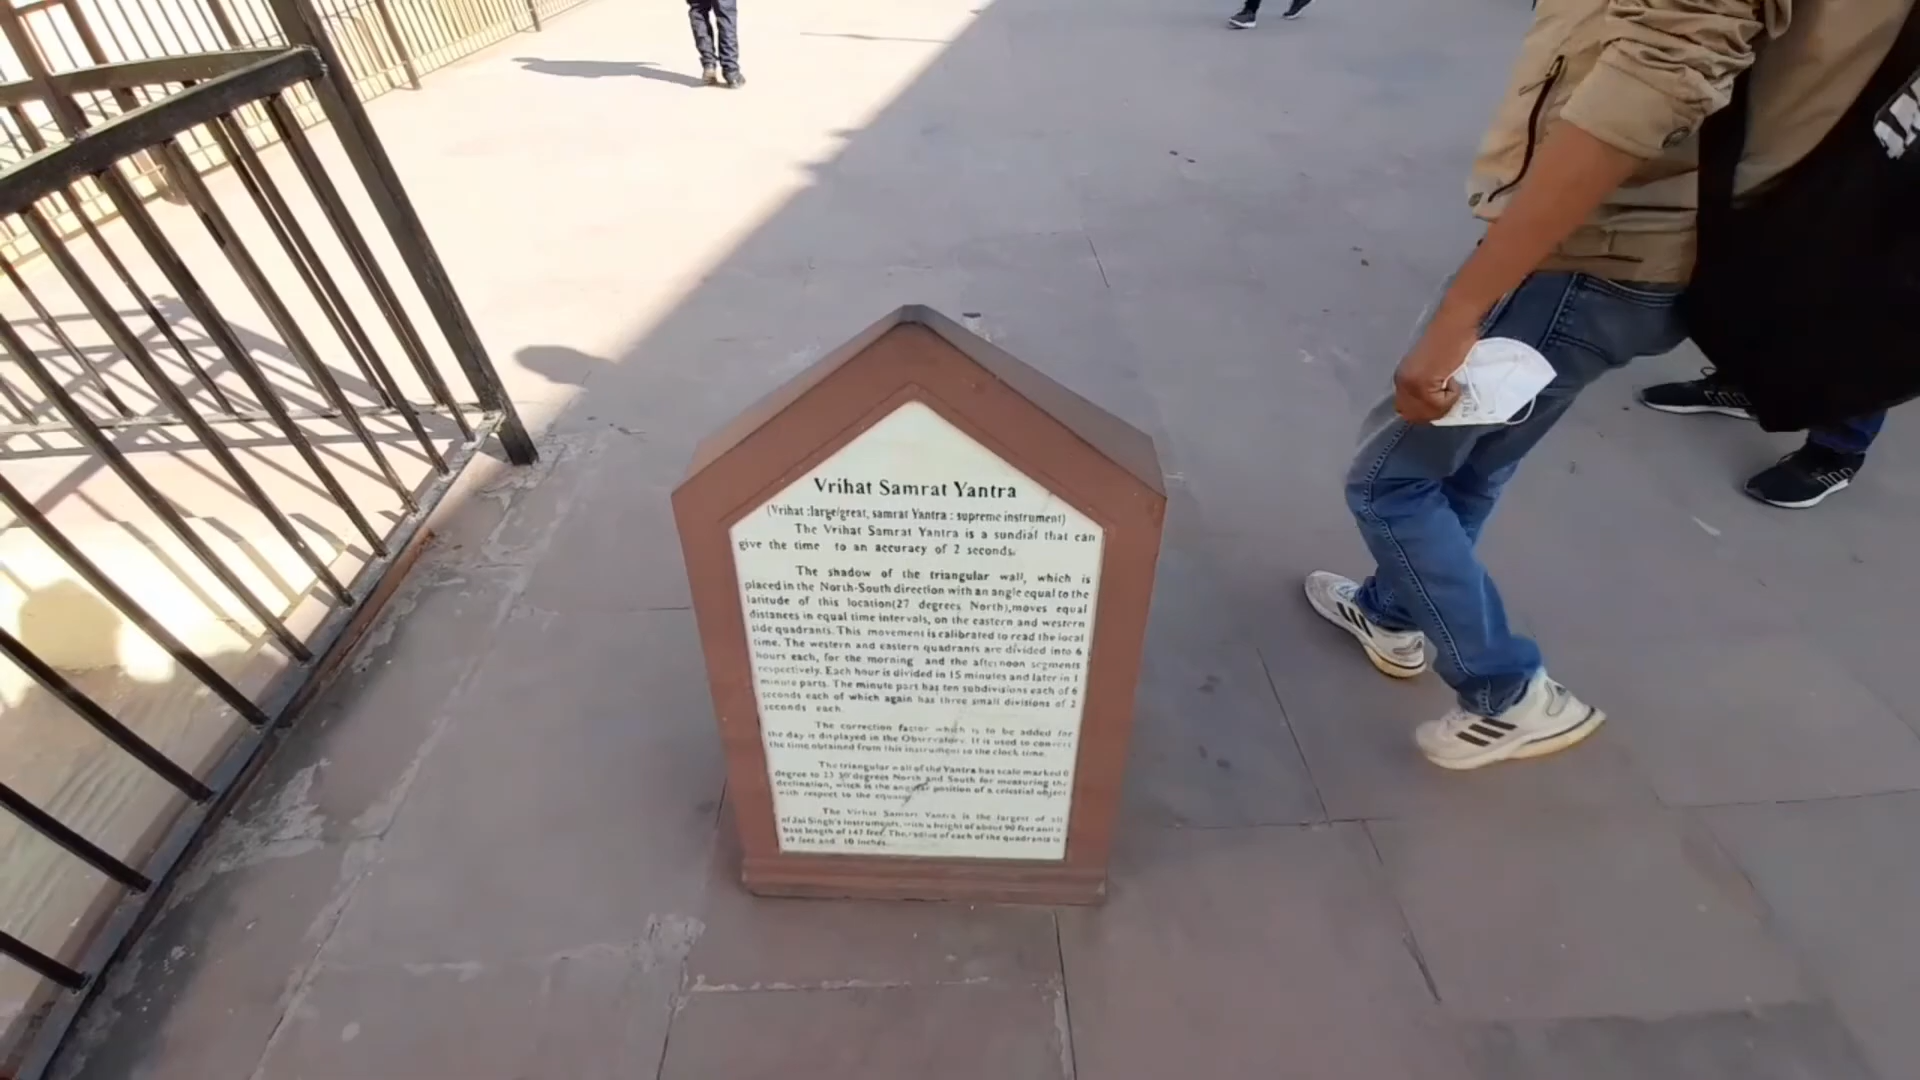 Vrihat Samrat Yantra
(Vrihat :large/great, samrat Yantra : supreme instrument)
The Vrihat Samrat Yantra is a sundial that can
give the time to an accuracy of 2 seconds.
The shadow of the triangular wall, which is
placed in the North-South direction with an angle equal to the
latitude of this location(27 degrees North),moves equal
distances in equal time intervals, on the eastern and western
side quadrants. This movement is calibrated to read the local
time. The western and eastern quadrants are divided into 6
hours each, for the morning and the afternoon segments
respectively. Each hour is divided in 15 minutes and later in 1
minute parts. The minute part has ten subdivisions each of 6
seconds each of which again has three small divisions of 2
seconds each.
The correction factor which is to be added for
the day is displayed in the Observatory. It is used to convert
the time obtained from this instrument to the clock time.
The triangular wall of the Yantra has scale marked 0
degree to 23 degrees North and South for measuring the
declination, which is the angular position of a celestial object
with respect to the equator.
The Virhat Samart Yantra is the largest of all
of Jai Singh's instruments, with a height of about 90 feet and a
base length of 147 feet. The radius of each of the quadrants is
49 feet and 10 inches.